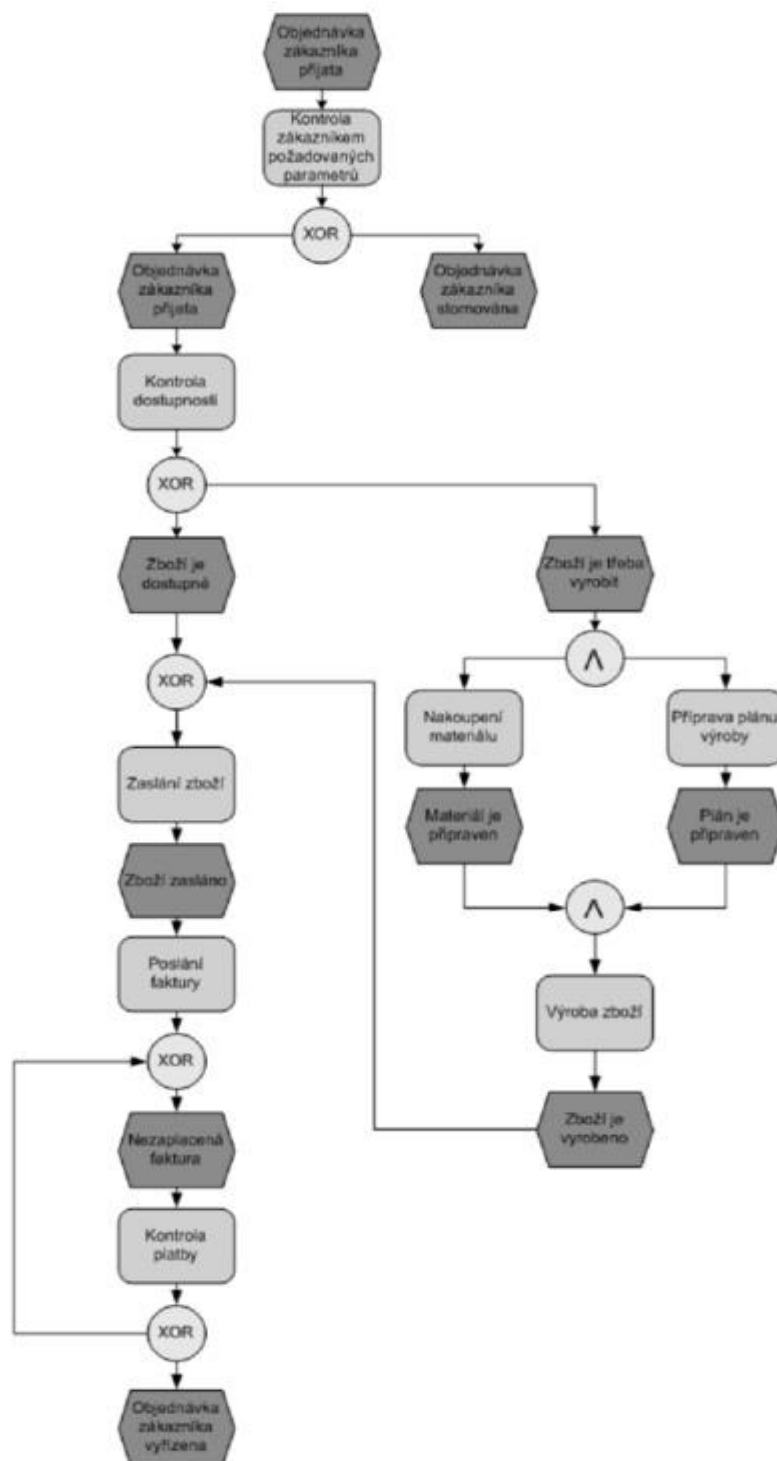 Objednávka
zákazníka
přijata
Kontrola
zákazníkem
požadovaných
parametrů
XOR
Objednávka
zákazníka
přijata
Objednávka
zákazníka
stornována
Kontrola
dostupnosti
XOR
Zboží je
dostupné
Zboží je třeba
vyrobit
Λ
XOR
Nakoupení
materiálu
Příprava plánu
výroby
Zaslání zboží
Materiál je
připraven
Plán je
připraven
Zboží zasláno
Λ
Poslání
faktury
Výroba zboží
XOR
Nezaplacená
faktura
Zboží je
vyrobeno
Kontrola
platby
XOR
Objednávka
zákazníka
vyřízena